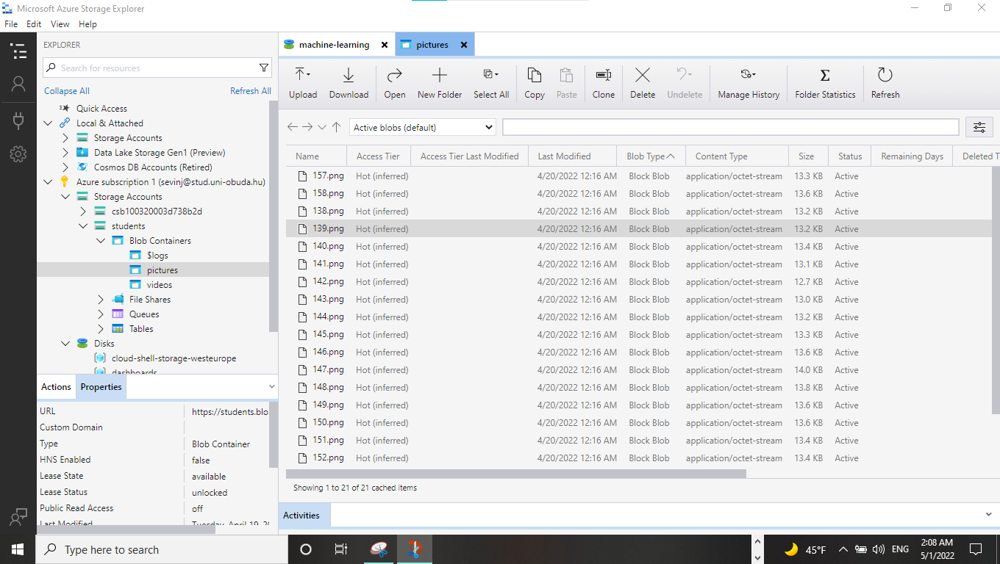 Microsoft Azure Storage Explorer
File Edit View Help
EXPLORER
Search for resources
Collapse All Refresh All
Quick Access
Local & Attached
Storage Accounts
Data Lake Storage Gen1 (Preview)
Cosmos DB Accounts (Retired)
Azure subscription 1 (sevinj@stud.uni-obuda.hu)
Storage Accounts
csb100320003d738b2d
students
Blob Containers
$logs
pictures
videos
File Shares
Queues
Tables
Disks
cloud-shell-storage-westeurope
dashboards
Actions Properties
URL https://students.blo
Custom Domain
Type Blob Container
HNS Enabled false
Lease State available
Lease Status unlocked
Public Read Access off
Last Modified Tuesday, April 19, 20
machine-learning pictures
Upload Download Open New Folder Select All Copy Paste Clone Delete Undelete Manage History Folder Statistics Refresh
Active blobs (default)
Name Access Tier Access Tier Last Modified Last Modified Blob Type Content Type Size Status Remaining Days Deleted T
157.png Hot (inferred) 4/20/2022 12:16 AM Block Blob application/octet-stream 13.3 KB Active
158.png Hot (inferred) 4/20/2022 12:16 AM Block Blob application/octet-stream 13.6 KB Active
138.png Hot (inferred) 4/20/2022 12:16 AM Block Blob application/octet-stream 13.2 KB Active
139.png Hot (inferred) 4/20/2022 12:16 AM Block Blob application/octet-stream 13.2 KB Active
140.png Hot (inferred) 4/20/2022 12:16 AM Block Blob application/octet-stream 13.4 KB Active
141.png Hot (inferred) 4/20/2022 12:16 AM Block Blob application/octet-stream 13.1 KB Active
142.png Hot (inferred) 4/20/2022 12:16 AM Block Blob application/octet-stream 12.7 KB Active
143.png Hot (inferred) 4/20/2022 12:16 AM Block Blob application/octet-stream 13.0 KB Active
144.png Hot (inferred) 4/20/2022 12:16 AM Block Blob application/octet-stream 13.2 KB Active
145.png Hot (inferred) 4/20/2022 12:16 AM Block Blob application/octet-stream 13.3 KB Active
146.png Hot (inferred) 4/20/2022 12:16 AM Block Blob application/octet-stream 13.6 KB Active
147.png Hot (inferred) 4/20/2022 12:16 AM Block Blob application/octet-stream 14.0 KB Active
148.png Hot (inferred) 4/20/2022 12:16 AM Block Blob application/octet-stream 13.8 KB Active
149.png Hot (inferred) 4/20/2022 12:16 AM Block Blob application/octet-stream 13.6 KB Active
150.png Hot (inferred) 4/20/2022 12:16 AM Block Blob application/octet-stream 13.6 KB Active
151.png Hot (inferred) 4/20/2022 12:16 AM Block Blob application/octet-stream 13.4 KB Active
152.png Hot (inferred) 4/20/2022 12:16 AM Block Blob application/octet-stream 13.4 KB Active
Showing 1 to 21 of 21 cached items
Activities
Type here to search
45°F ENG 2:08 AM
5/1/2022